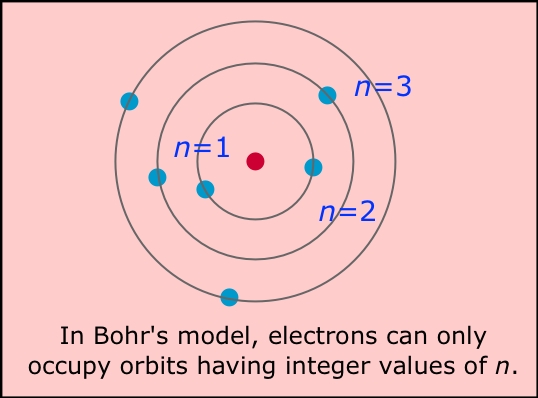 n=3
n=1
n=2
In Bohr's model, electrons can only
occupy orbits having integer values of n.